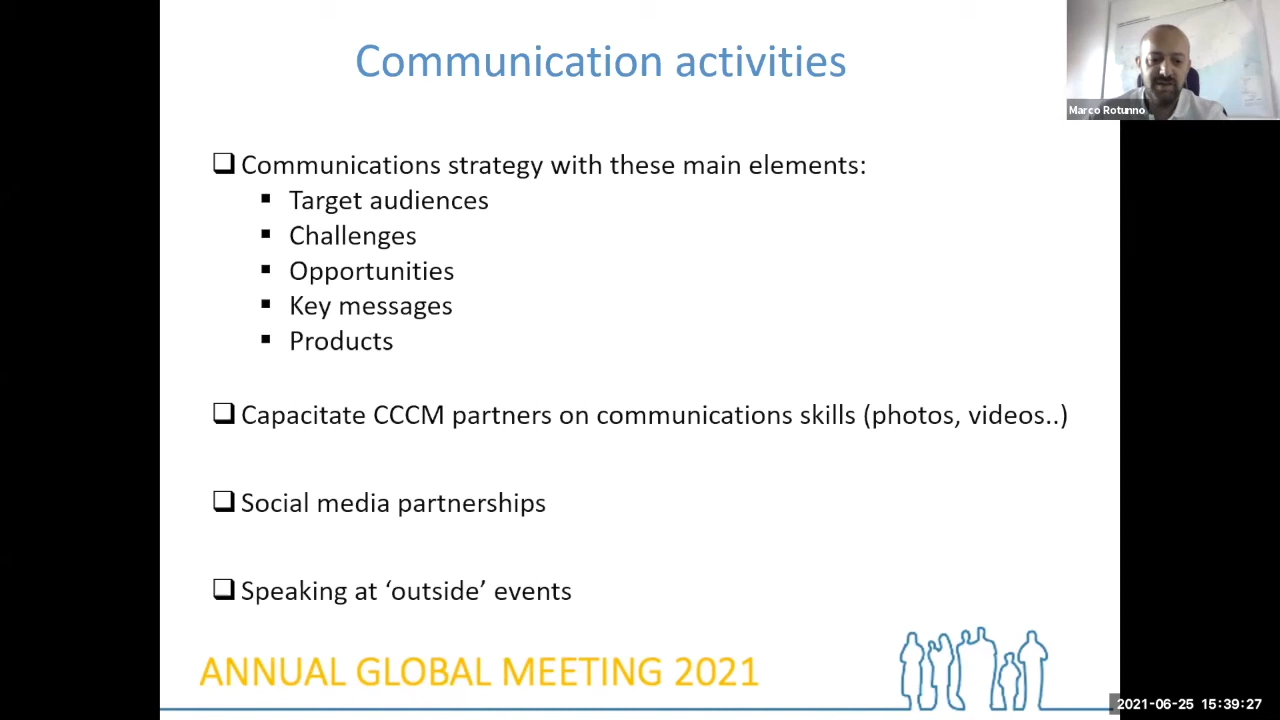 Communication activities
Marco Rotunno
Communications strategy with these main elements:
Target audiences
Challenges
Opportunities
Key messages
Products
Capacitate CCCM partners on communications skills (photos, videos..)
Social media partnerships
Speaking at ‘outside’ events
ANNUAL GLOBAL MEETING 2021
2021-06-25 15:39:27